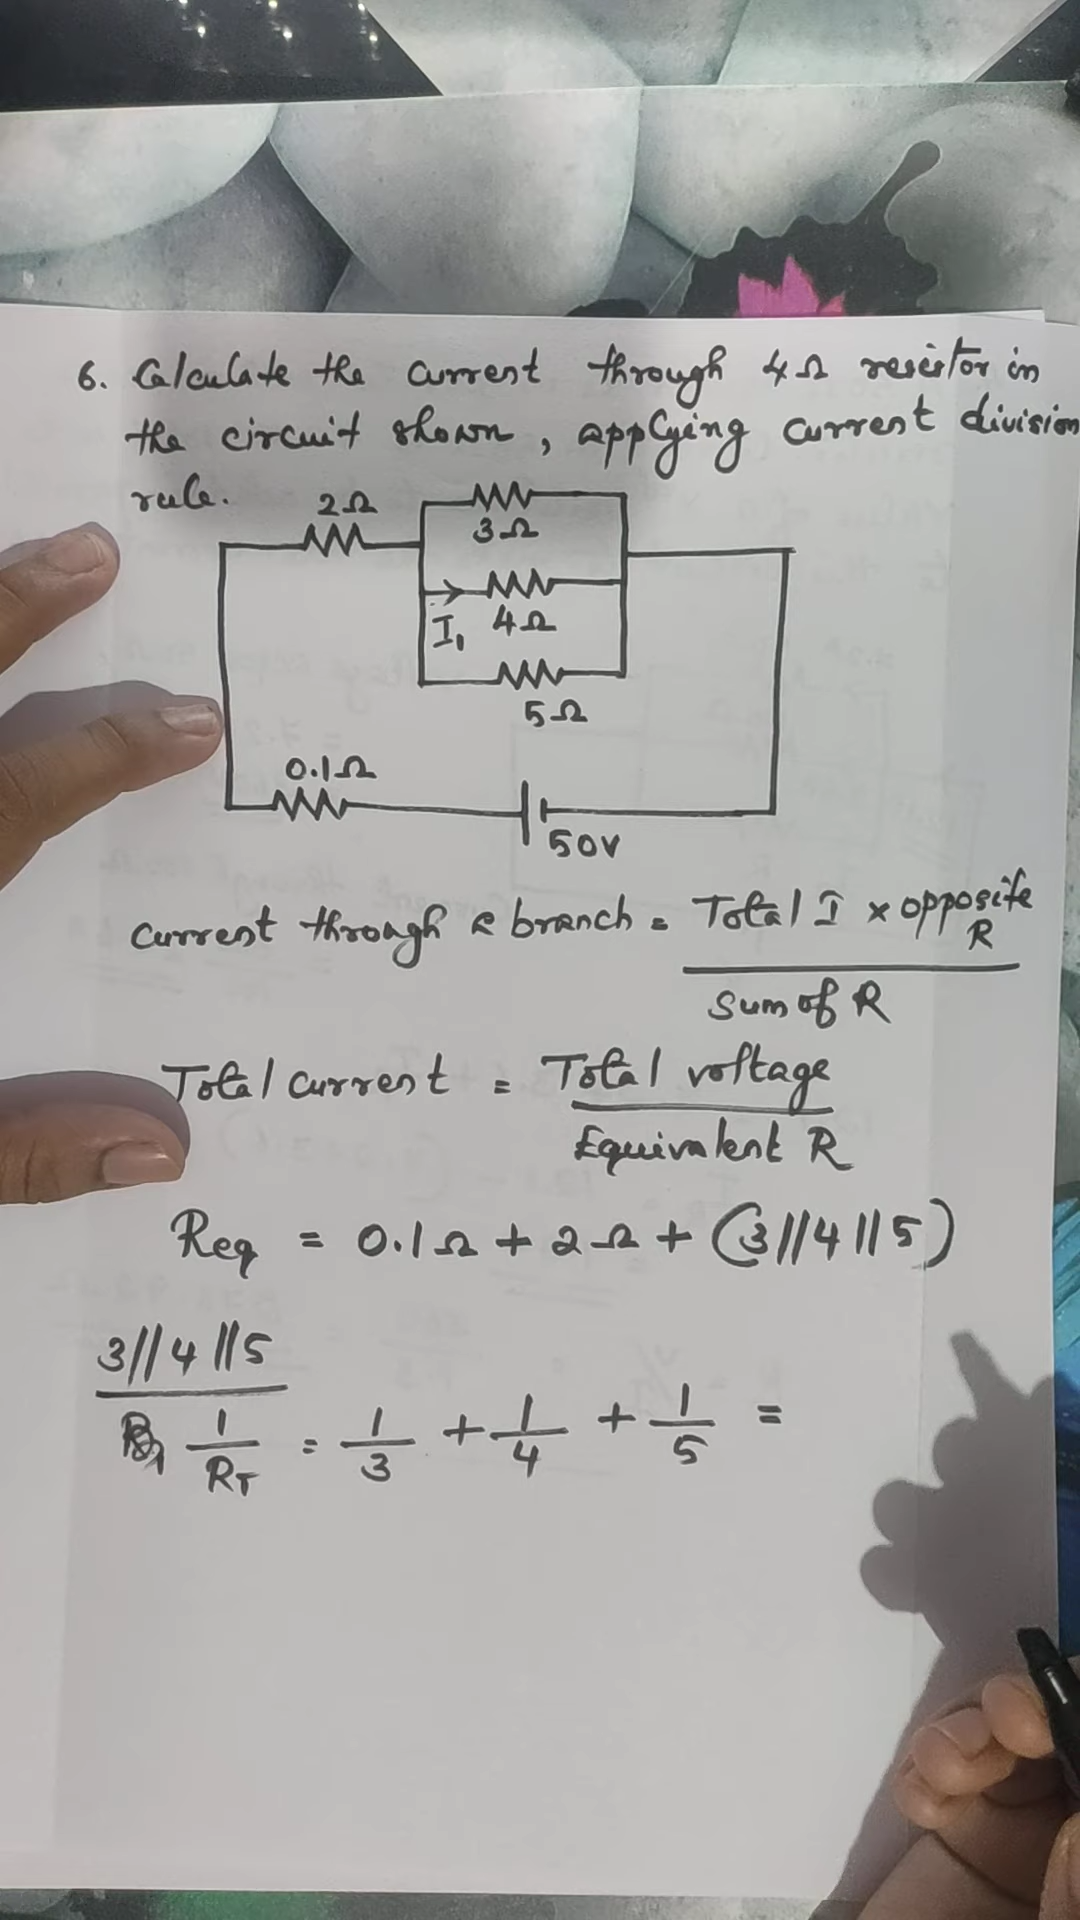 6. Calculate the current through 4Ω resistor in
the circuit shown, applying current division
rule.
2Ω
3Ω
I₁ 4Ω
5Ω
0.1Ω
50V
Current through a branch = Total I × opposite R / Sum of R
Total current = Total voltage / Equivalent R
Req = 0.1Ω + 2Ω + (3//4//5)
3//4//5
1/RT = 1/3 + 1/4 + 1/5 =